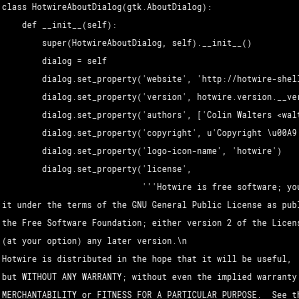 class HotwireAboutDialog(gtk.AboutDialog):
    def __init__(self):
        super(HotwireAboutDialog, self).__init__()
        dialog = self
        dialog.set_property('website', 'http://hotwire-shell
        dialog.set_property('version', hotwire.version.__ver
        dialog.set_property('authors', ['Colin Walters <walt
        dialog.set_property('copyright', u'Copyright \u00A9
        dialog.set_property('logo-icon-name', 'hotwire')
        dialog.set_property('license',
                            '''Hotwire is free software; you
it under the terms of the GNU General Public License as publ
the Free Software Foundation; either version 2 of the Licens
(at your option) any later version.\n
Hotwire is distributed in the hope that it will be useful,
but WITHOUT ANY WARRANTY; without even the implied warranty
MERCHANTABILITY or FITNESS FOR A PARTICULAR PURPOSE.  See th